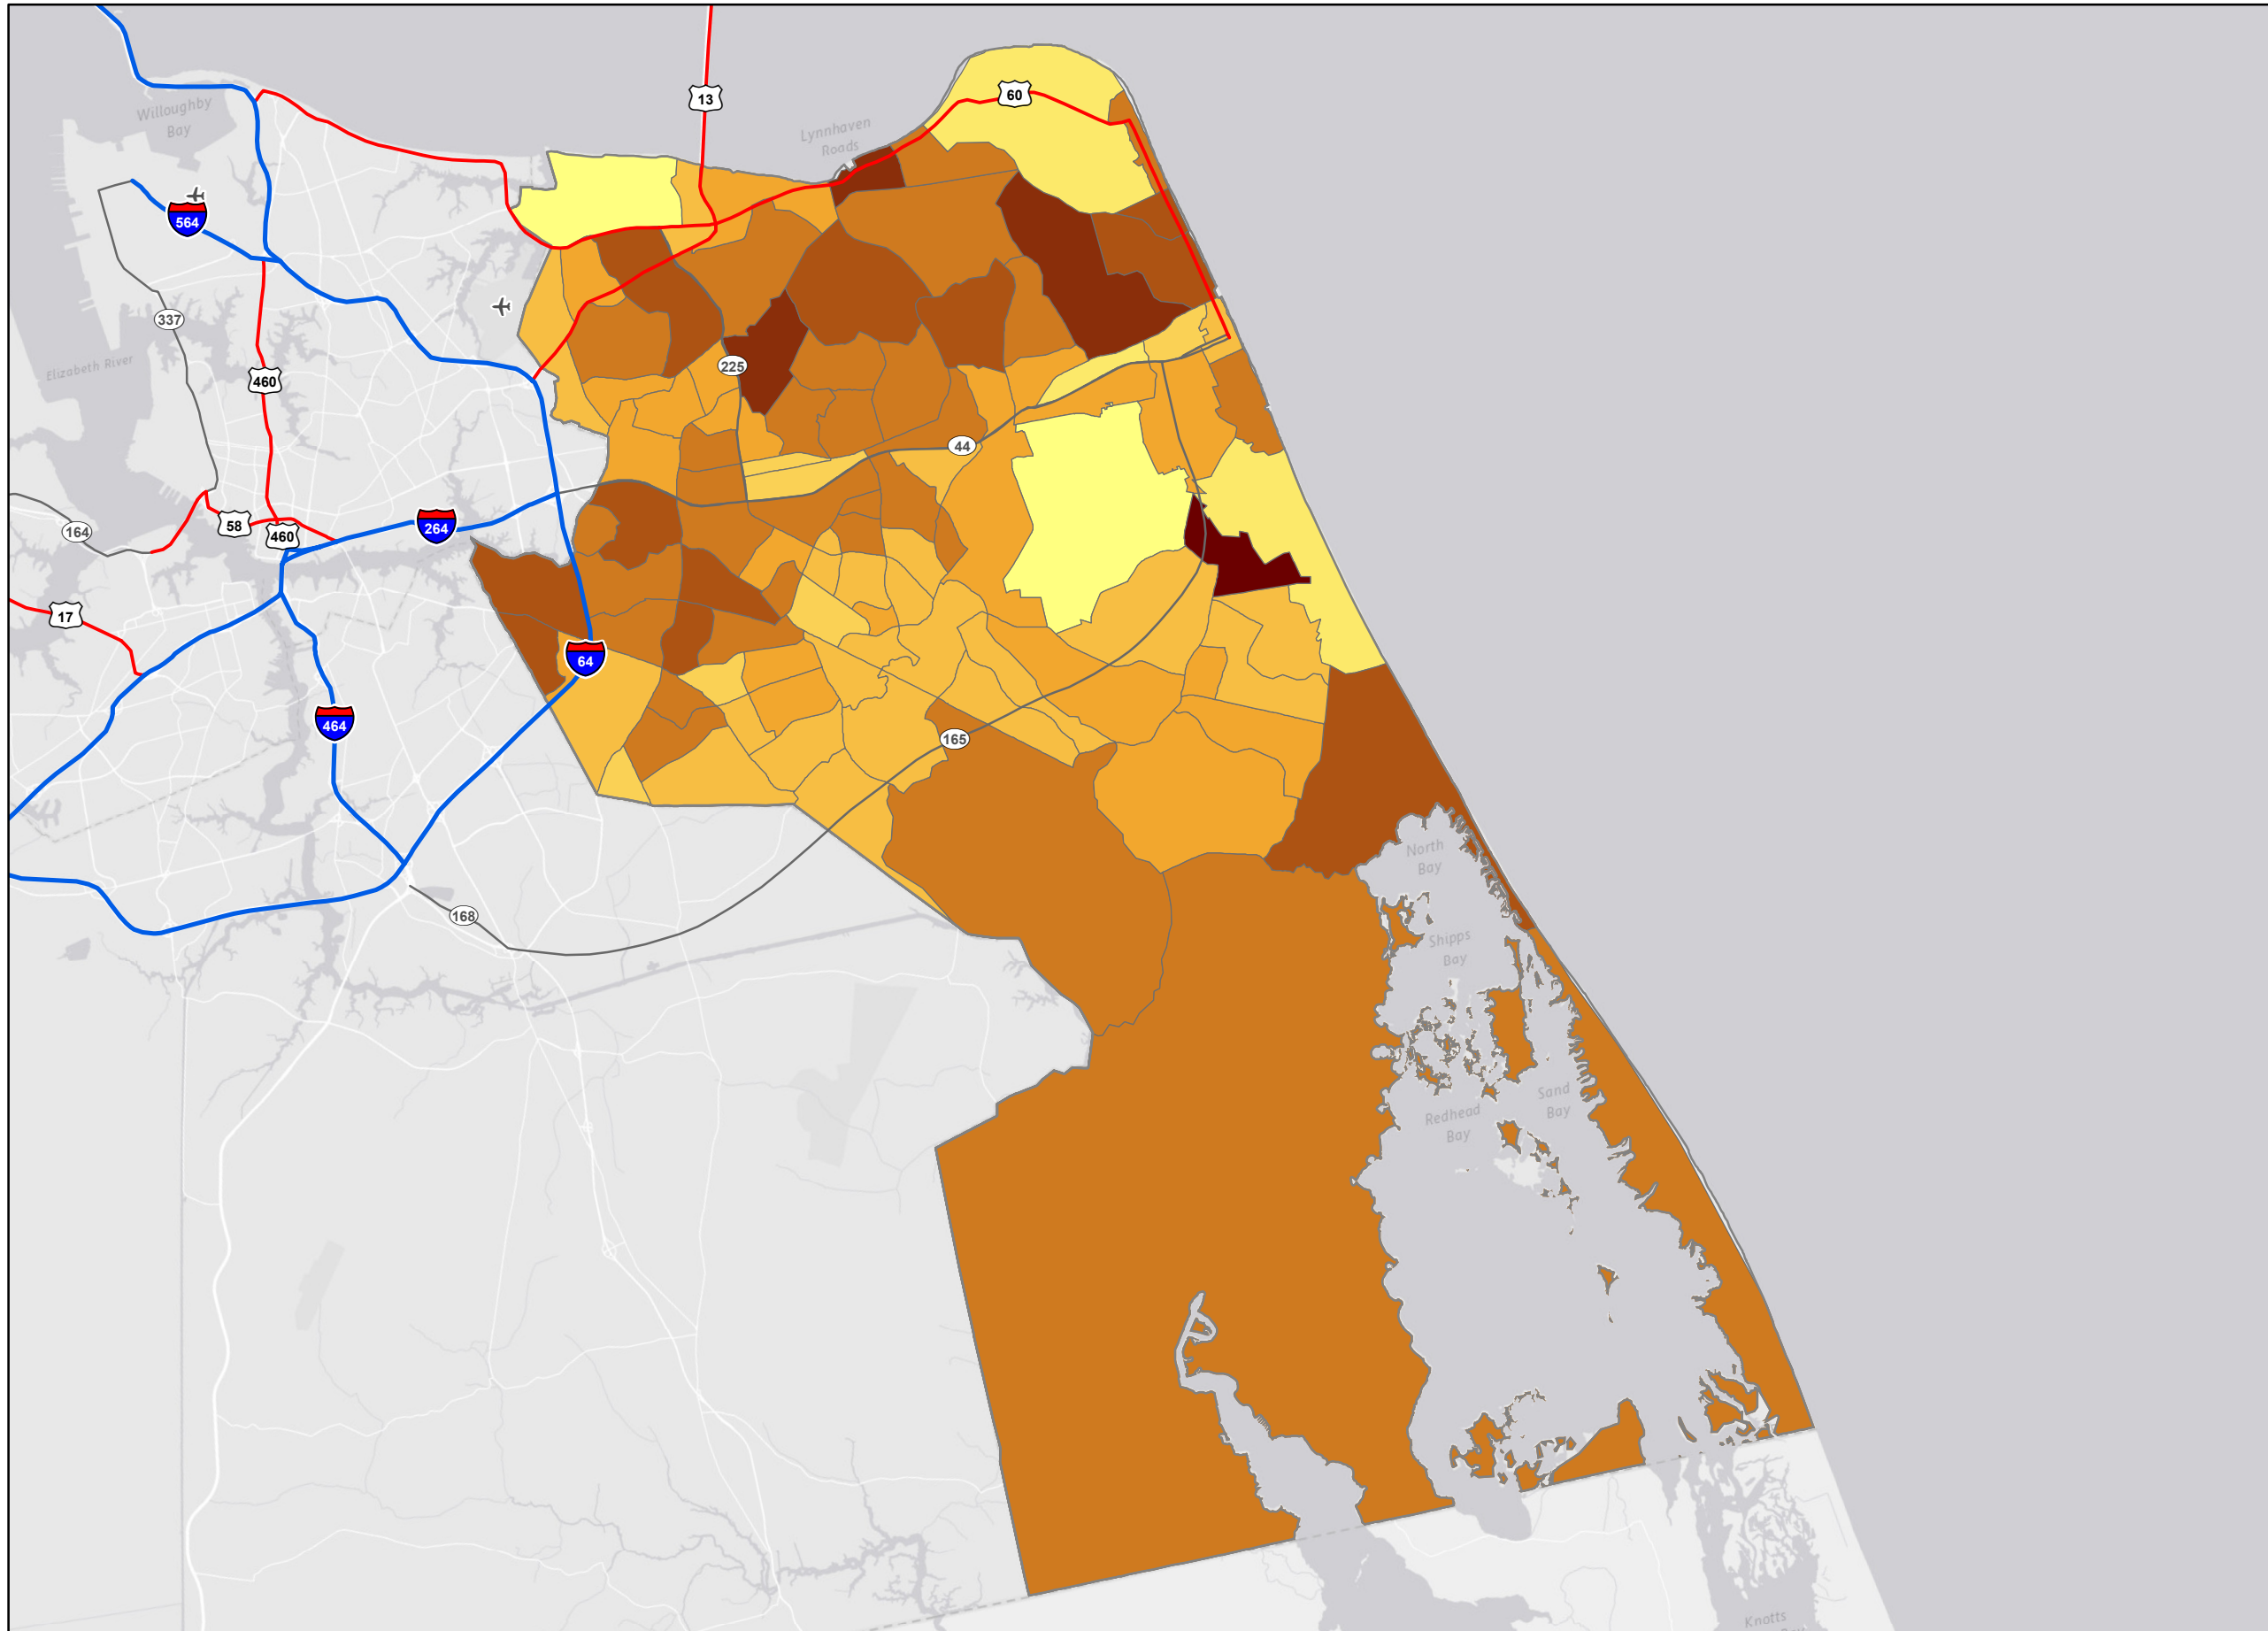 Willoughby
Bay
13
60
Lynnhaven
Roads
564
337
225
Elizabeth River
460
44
58
460
264
164
17
64
464
165
North
Bay
168
Shipps
Bay
Sand
Bay
Redhead
Bay
Knotts